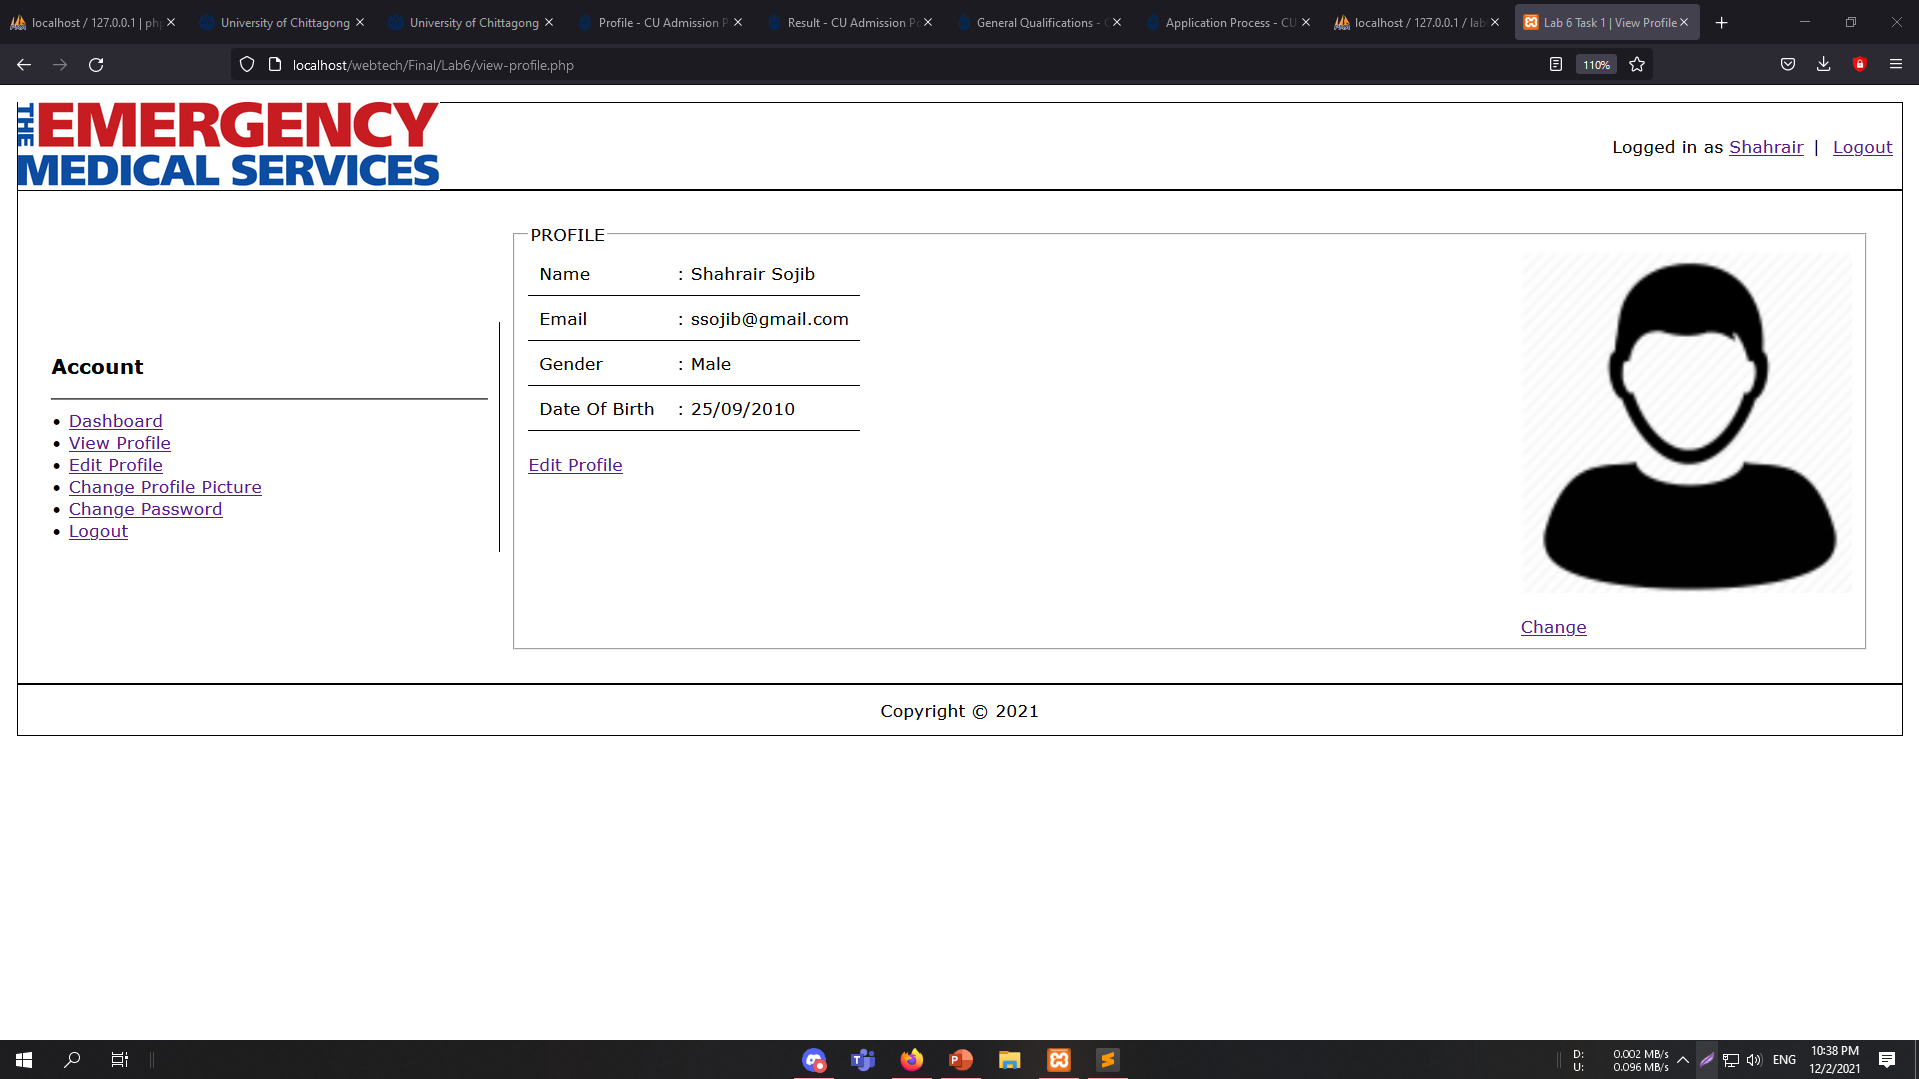 localhost / 127.0.0.1 | php
University of Chittagong
University of Chittagong
Profile - CU Admission P
Result - CU Admission Po
General Qualifications - C
Application Process - CU
localhost / 127.0.0.1 / lab
Lab 6 Task 1 | View Profile
localhost/webtech/Final/Lab6/view-profile.php
110%
THE EMERGENCY
MEDICAL SERVICES
Logged in as Shahrair | Logout
PROFILE
Name : Shahrair Sojib
Email : ssojib@gmail.com
Gender : Male
Date Of Birth : 25/09/2010
Edit Profile
Change
Account
• Dashboard
• View Profile
• Edit Profile
• Change Profile Picture
• Change Password
• Logout
Copyright © 2021
D: 0.002 MB/s
U: 0.096 MB/s
ENG
10:38 PM
12/2/2021